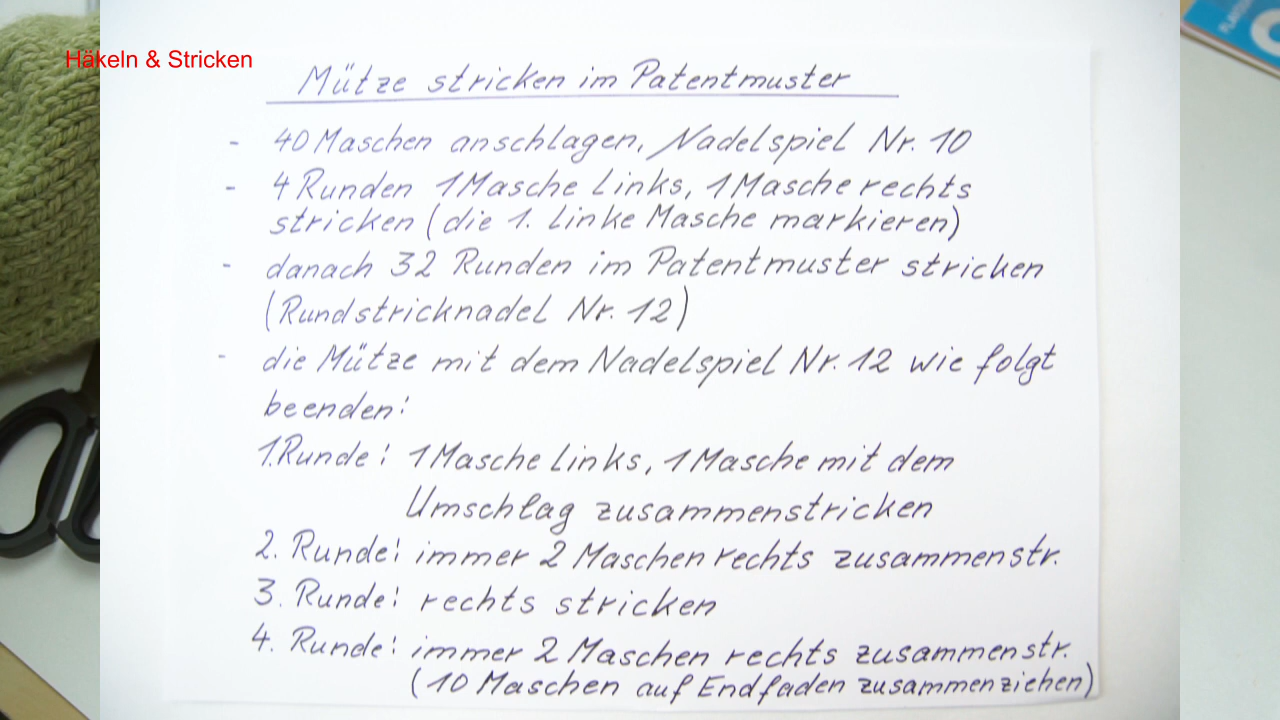 Häkeln & Stricken
Mütze stricken im Patentmuster
- 40 Maschen anschlagen, Nadelspiel Nr. 10
- 4 Runden 1 Masche links, 1 Masche rechts
stricken (die 1. linke Masche markieren)
- danach 32 Runden im Patentmuster stricken
(Rundstricknadel Nr. 12)
- die Mütze mit dem Nadelspiel Nr. 12 wie folgt
beenden:
1. Runde: 1 Masche links, 1 Masche mit dem
Umschlag zusammenstricken
2. Runde: immer 2 Maschen rechts zusammenstr.
3. Runde: rechts stricken
4. Runde: immer 2 Maschen rechts zusammenstr.
(10 Maschen auf Endfaden zusammenziehen)